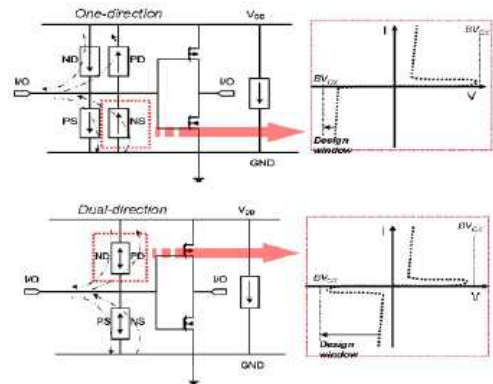 One-direction
V_DD
ND
PD
I/O
I/O
PS
NS
GND
I
BV_OX
BV_OX
V
Design
window
Dual-direction
V_DD
ND
PD
I/O
I/O
PS
NS
GND
I
BV_OX
BV_OX
V
Design
window